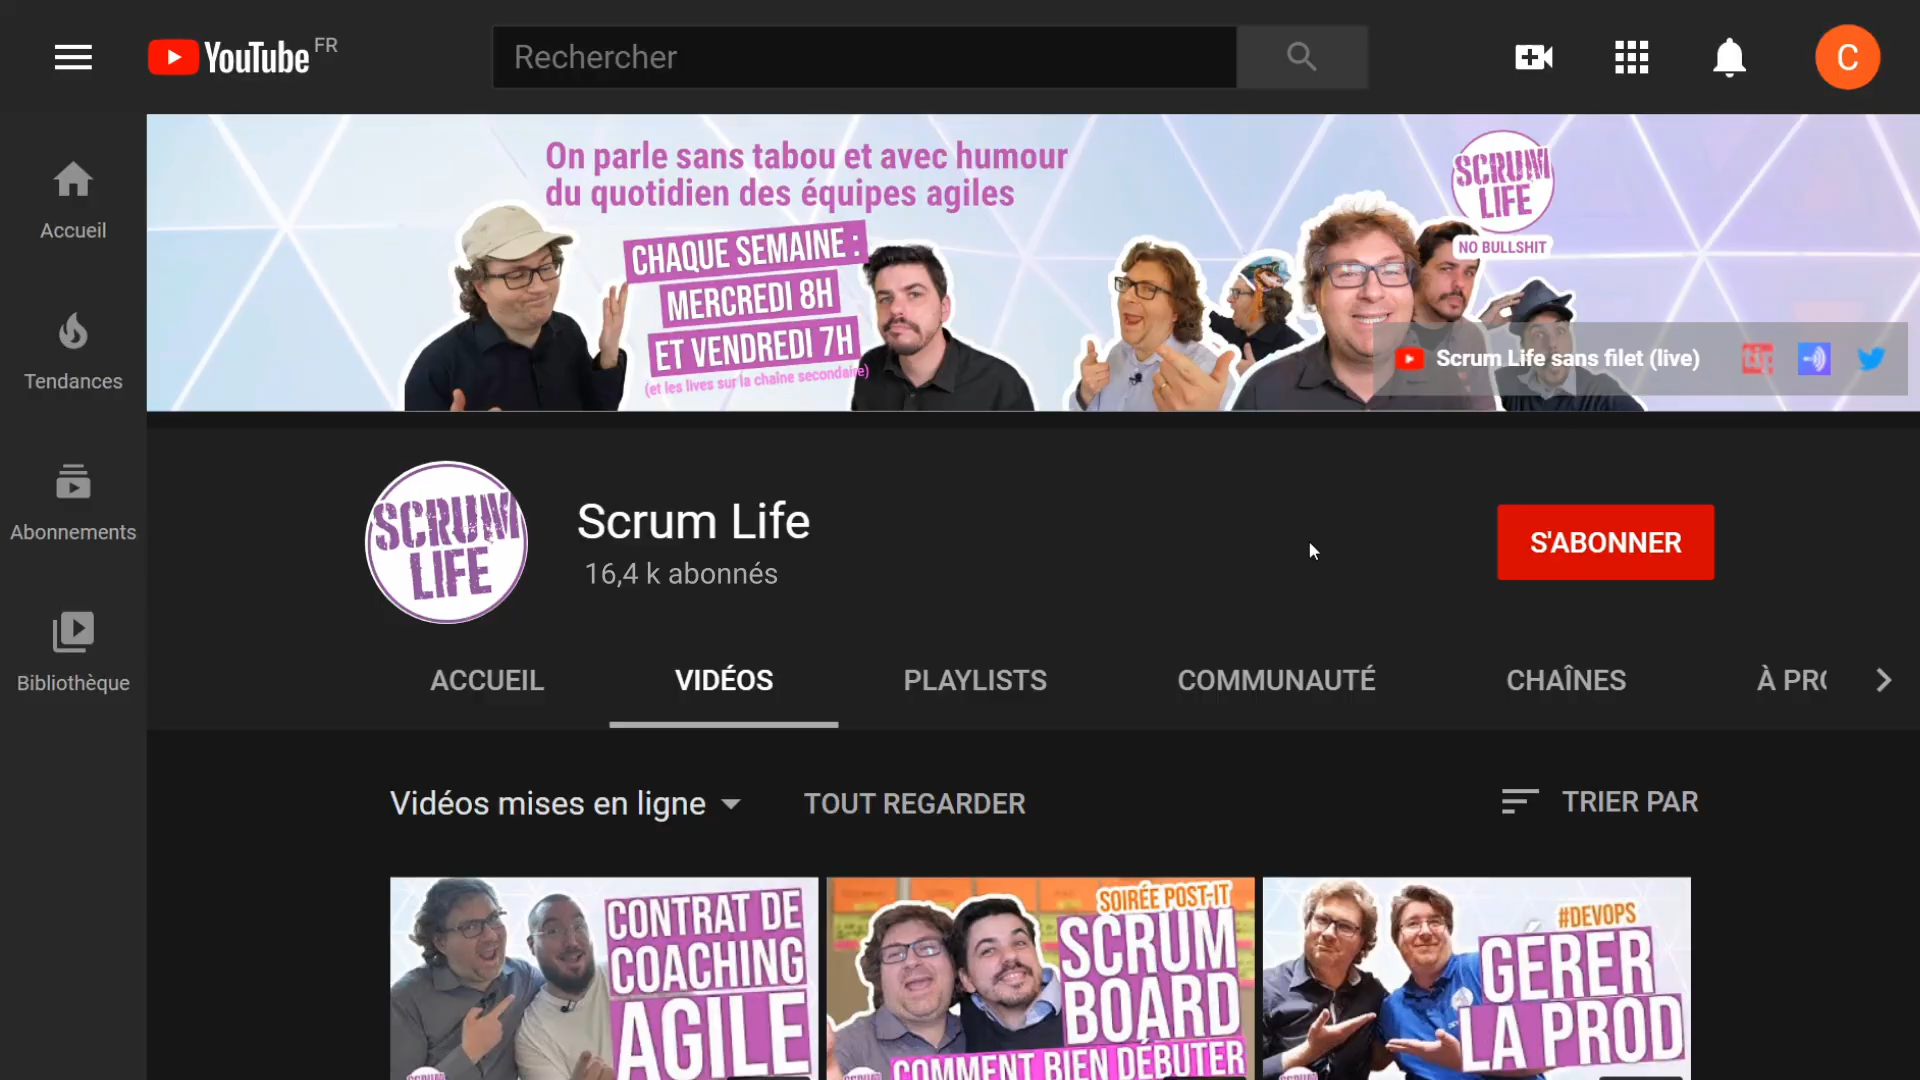 YouTube FR
Rechercher
C
Accueil
Tendances
Abonnements
Bibliothèque
On parle sans tabou et avec humour
du quotidien des équipes agiles
CHAQUE SEMAINE :
MERCREDI 8H
ET VENDREDI 7H
(et les lives sur la chaîne secondaire)
SCRUM
LIFE
NO BULLSHIT
Scrum Life sans filet (live)
SCRUM
LIFE
Scrum Life
16,4 k abonnés
S'ABONNER
ACCUEIL
VIDÉOS
PLAYLISTS
COMMUNAUTÉ
CHAÎNES
À PRO
Vidéos mises en ligne
TOUT REGARDER
TRIER PAR
CONTRAT DE
COACHING
AGILE
SOIRÉE POST-IT
SCRUM
BOARD
COMMENT BIEN DÉBUTER
#DEVOPS
GÉRER
LA PROD